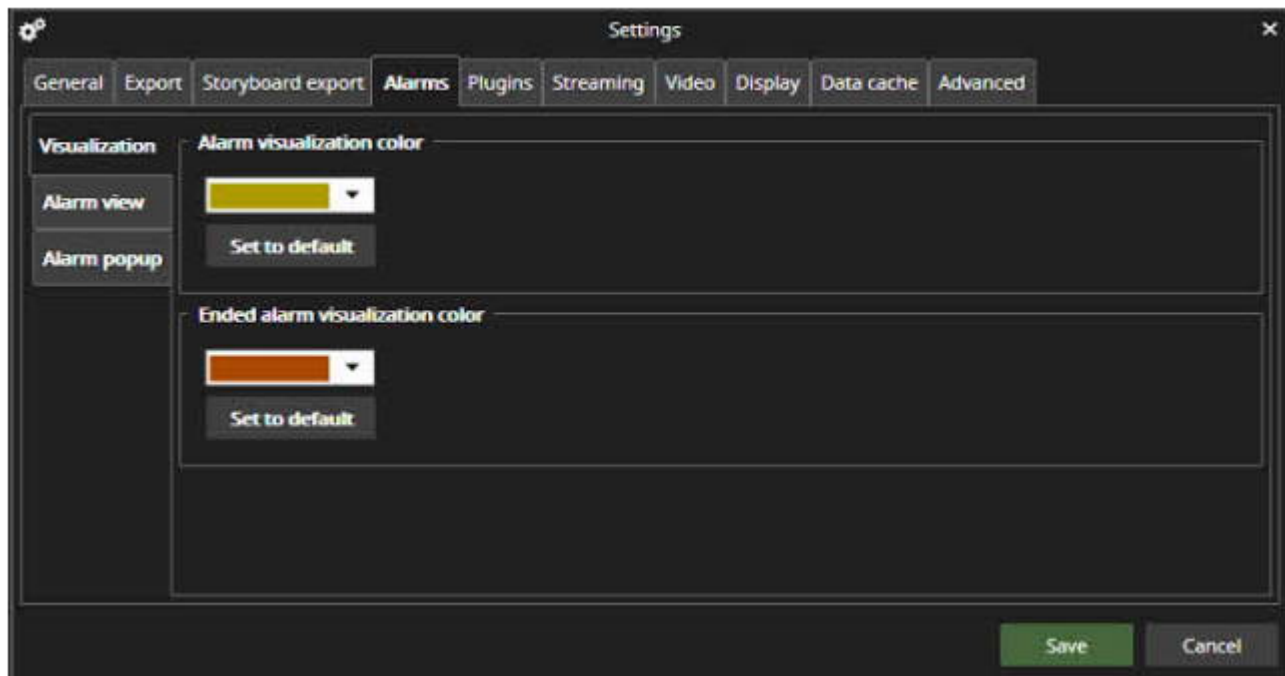 Settings
General Export Storyboard export Alarms Plugins Streaming Video Display Data cache Advanced
Visualization
Alarm view
Alarm popup
Alarm visualization color
Set to default
Ended alarm visualization color
Set to default
Save Cancel